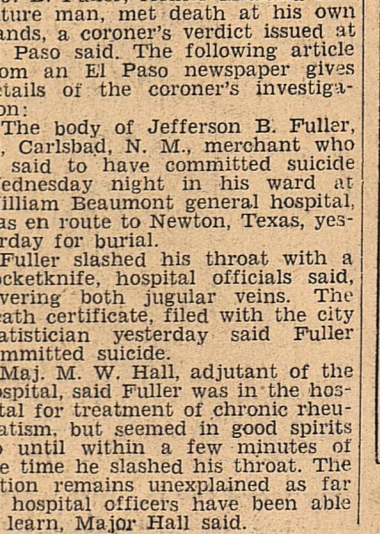 ture man, met death at his own
ands, a coroner's verdict issued at
Paso said. The following article
om an El Paso newspaper gives
etails of the coroner's investiga-
on:
The body of Jefferson B. Fuller,
, Carlsbad, N. M., merchant who
said to have committed suicide
ednesday night in his ward at
illiam Beaumont general hospital,
as en route to Newton, Texas, yes-
rday for burial.
Fuller slashed his throat with a
ocketknife, hospital officials said,
vering both jugular veins. The
ath certificate, filed with the city
atistician yesterday said Fuller
mmitted suicide.
Maj. M. W. Hall, adjutant of the
ospital, said Fuller was in the hos-
tal for treatment of chronic rheu-
atism, but seemed in good spirits
until within a few minutes of
e time he slashed his throat. The
tion remains unexplained as far
hospital officers have been able
learn, Major Hall said.